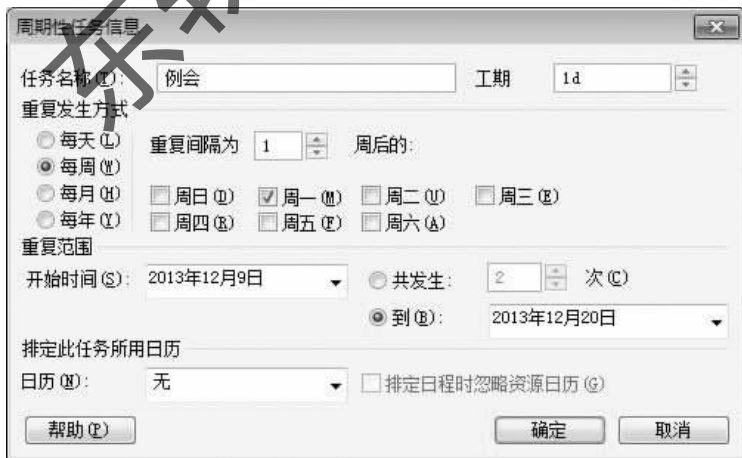 周期性任务信息
任务名称(T): 例会 工期 1d
重复发生方式
每天(L) 重复间隔为 1 周后的:
每周(W)
每月(H) 周日(D) 周一(M) 周二(U) 周三(E)
每年(Y) 周四(R) 周五(F) 周六(A)
重复范围
开始时间(S): 2013年12月9日 共发生: 2 次(C)
到(B): 2013年12月20日
排定此任务所用日历
日历(N): 无 排定日程时忽略资源日历(G)
帮助(P) 确定 取消